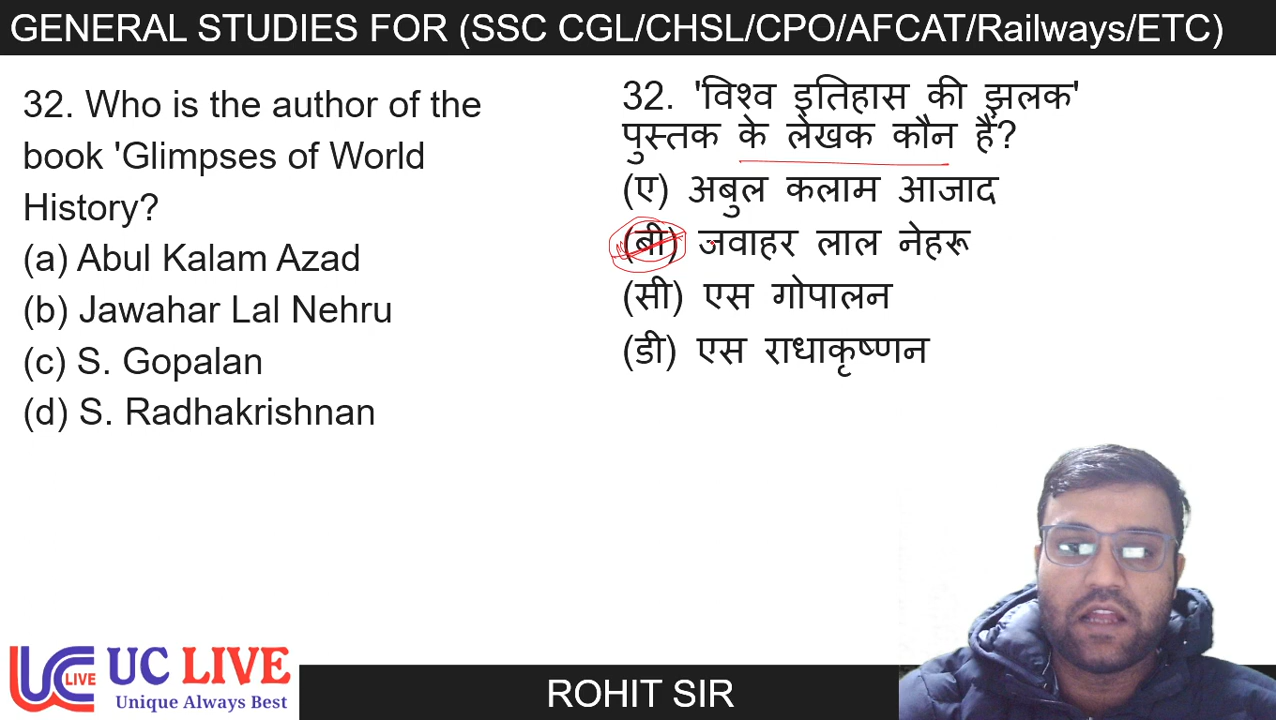 GENERAL STUDIES FOR (SSC CGL/CHSL/CPO/AFCAT/Railways/ETC)
32. Who is the author of the
book 'Glimpses of World
History?
(a) Abul Kalam Azad
(b) Jawahar Lal Nehru
(c) S. Gopalan
(d) S. Radhakrishnan
32. 'विश्व इतिहास की झलक'
पुस्तक के लेखक कौन हैं?
(ए) अबुल कलाम आजाद
(बी) जवाहर लाल नेहरू
(सी) एस गोपालन
(डी) एस राधाकृष्णन
LIVE
UC LIVE
Unique Always Best
ROHIT SIR